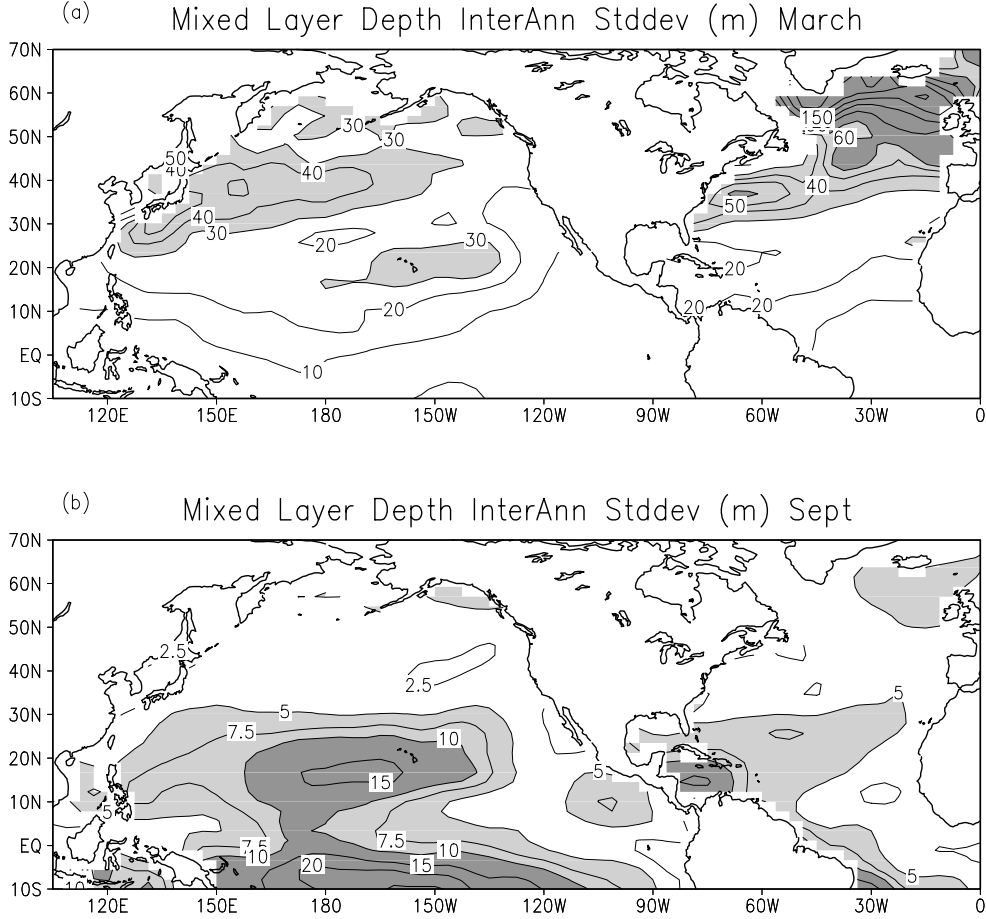 (a)
Mixed Layer Depth InterAnn Stddev (m) March
70N
60N
150
30
30
60
50N
50
40
40
40N
40
50
40
30
30N
30
20
20N
20
20
20
20
10N
10
EQ
10S
120E 150E 180 150W 120W 90W 60W 30W 0
(b)
Mixed Layer Depth InterAnn Stddev (m) Sept
70N
60N
50N
2.5
40N
2.5
5
5
30N
7.5
10
20N
5
15
10N
5
7.5
7.5
EQ
10
10
20
15
5
10
10S
120E 150E 180 150W 120W 90W 60W 30W 0